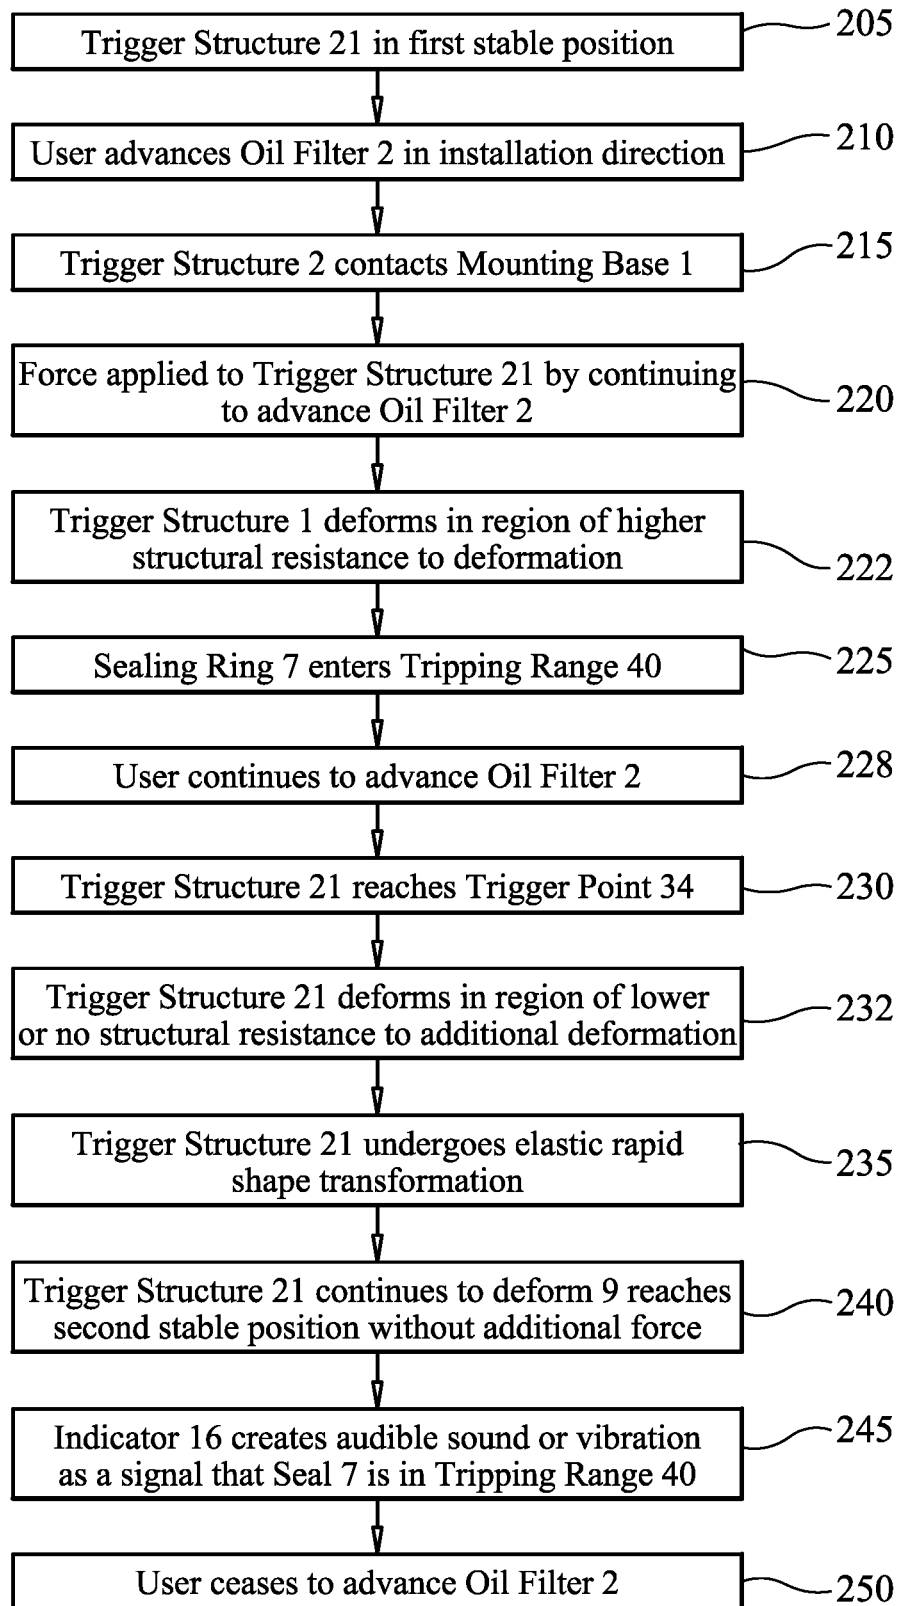 Trigger Structure 21 in first stable position
205
User advances Oil Filter 2 in installation direction
210
Trigger Structure 2 contacts Mounting Base 1
215
Force applied to Trigger Structure 21 by continuing
to advance Oil Filter 2
220
Trigger Structure 1 deforms in region of higher
structural resistance to deformation
222
Sealing Ring 7 enters Tripping Range 40
225
User continues to advance Oil Filter 2
228
Trigger Structure 21 reaches Trigger Point 34
230
Trigger Structure 21 deforms in region of lower
or no structural resistance to additional deformation
232
Trigger Structure 21 undergoes elastic rapid
shape transformation
235
Trigger Structure 21 continues to deform 9 reaches
second stable position without additional force
240
Indicator 16 creates audible sound or vibration
as a signal that Seal 7 is in Tripping Range 40
245
User ceases to advance Oil Filter 2
250